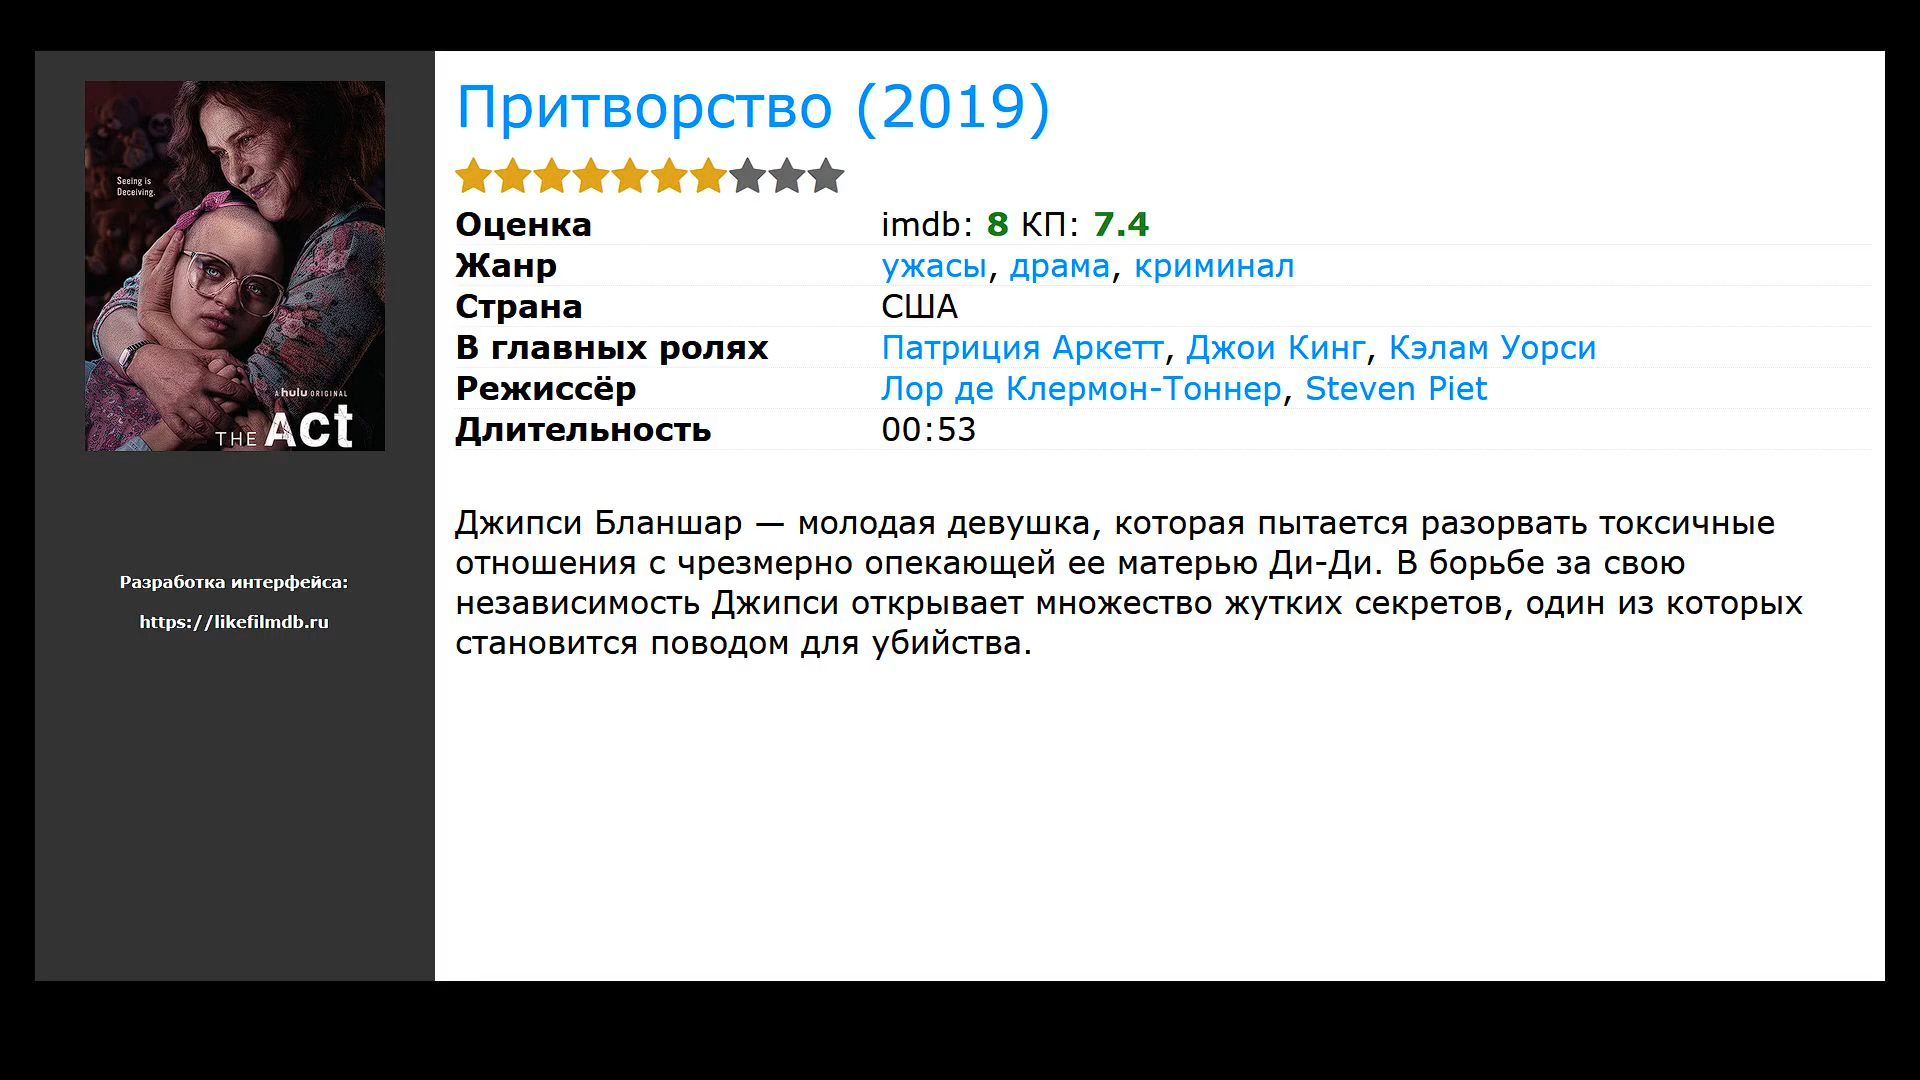 Seeing is
Deceiving.
A hulu ORIGINAL
THE Act
Разработка интерфейса:
https://likefilmdb.ru
Притворство (2019)
Оценка imdb: 8 КП: 7.4
Жанр ужасы, драма, криминал
Страна США
В главных ролях Патриция Аркетт, Джои Кинг, Кэлам Уорси
Режиссёр Лор де Клермон-Тоннер, Steven Piet
Длительность 00:53
Джипси Бланшар — молодая девушка, которая пытается разорвать токсичные
отношения с чрезмерно опекающей ее матерью Ди-Ди. В борьбе за свою
независимость Джипси открывает множество жутких секретов, один из которых
становится поводом для убийства.